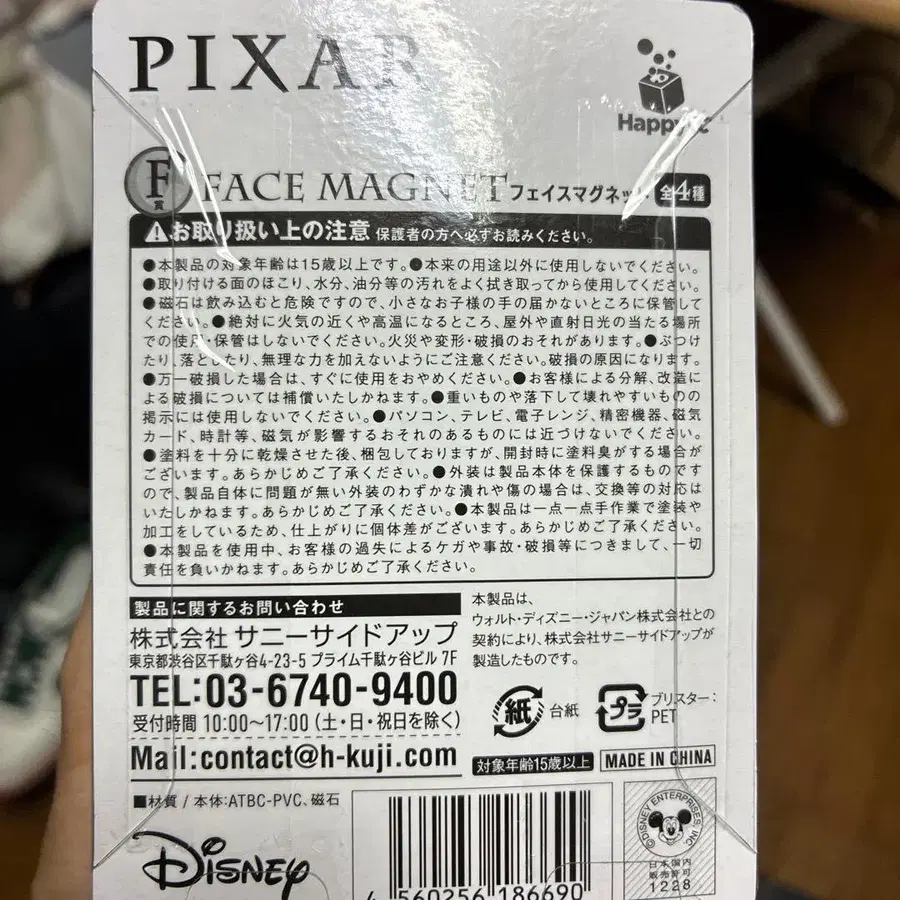 PIXAR
Happyくじ
F賞 FACE MAGNET フェイスマグネット 全4種
お取り扱い上の注意 保護者の方へ必ずお読みください。
●本製品の対象年齢は15歳以上です。●本来の用途以外に使用しないでください。
●取り付ける面のほこり、水分、油分等の汚れをよく拭き取ってから使用してください。
●磁石は飲み込むと危険ですので、小さなお子様の手の届かないところに保管して
ください。●絶対に火気の近くや高温になるところ、屋外や直射日光の当たる場所
での使用・保管はしないでください。火災や変形・破損のおそれがあります。●ぶつけ
たり、落としたり、無理な力を加えないようにご注意ください。破損の原因になります。
●万一破損した場合は、すぐに使用をおやめください。●お客様による分解、改造に
よる破損については補償いたしかねます。●重いものや落下して壊れやすいものの
掲示には使用しないでください。●パソコン、テレビ、電子レンジ、精密機器、磁気
カード、時計等、磁気が影響するおそれのあるものには近づけないでください。
●塗料を十分に乾燥させた後、梱包しておりますが、開封時に塗料臭がする場合が
ございます。あらかじめご了承ください。●外装は製品本体を保護するものですの
で、製品自体に問題が無い外装のわずかな潰れや傷の場合は、交換等の対応は
いたしかねます。あらかじめご了承ください。●本製品は一点一点手作業で塗装や
加工をしているため、仕上がりに個体差がございます。あらかじめご了承ください。
●本製品を使用中、お客様の過失によるケガや事故・破損等につきまして、一切
責任を負いかねます。あらかじめご了承ください。
製品に関するお問い合わせ
株式会社 サニーサイドアップ
東京都渋谷区千駄ヶ谷4-23-5 プライム千駄ヶ谷ビル 7F
TEL:03-6740-9400
受付時間 10:00〜17:00（土・日・祝日を除く）
Mail:contact@h-kuji.com
本製品は、
ウォルト・ディズニー・ジャパン株式会社との
契約により、株式会社サニーサイドアップが
製造したものです。
紙 台紙
プラ ブリスター:
PET
対象年齢15歳以上 MADE IN CHINA
■材質 / 本体:ATBC-PVC、磁石
Disney
4 560256 186690
©DISNEY ENTERPRISES, INC.
日本国内
販売許可
1228